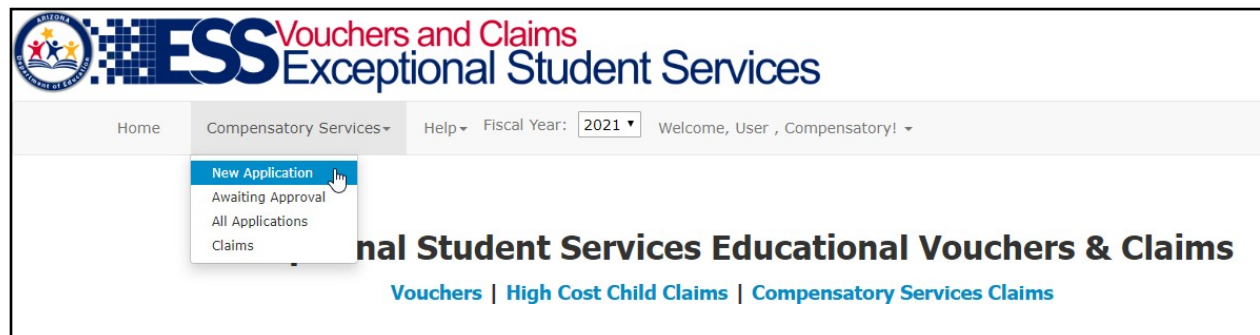 ARIZONA
Department of Education
ESS Vouchers and Claims
Exceptional Student Services
Home Compensatory Services Help Fiscal Year: 2021 Welcome, User , Compensatory!
New Application
Awaiting Approval
All Applications
Claims
nal Student Services Educational Vouchers & Claims
Vouchers | High Cost Child Claims | Compensatory Services Claims